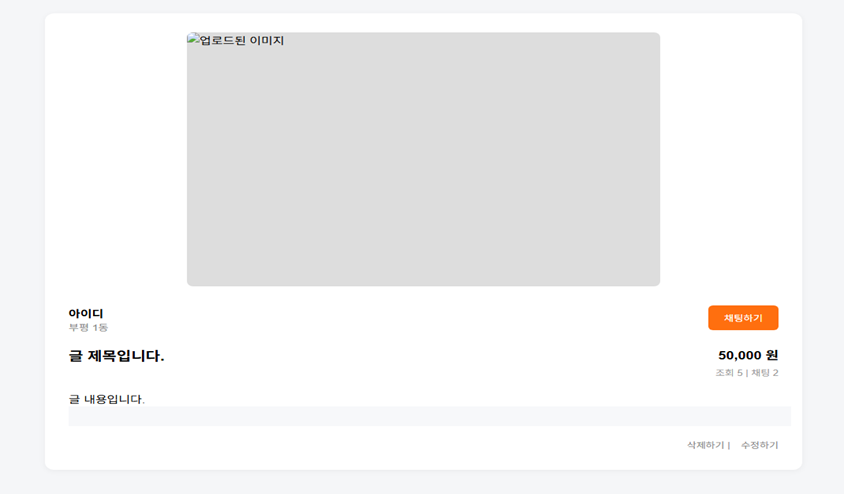 업로드된 이미지
아이디
부평 1동
채팅하기
글 제목입니다.
50,000 원
조회 5 | 채팅 2
글 내용입니다.
삭제하기 | 수정하기